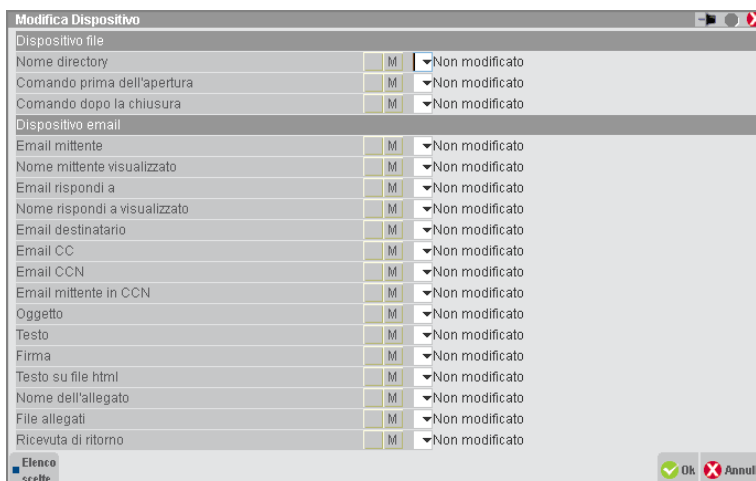 Modifica Dispositivo
Dispositivo file
Nome directory M Non modificato
Comando prima dell'apertura M Non modificato
Comando dopo la chiusura M Non modificato
Dispositivo email
Email mittente M Non modificato
Nome mittente visualizzato M Non modificato
Email rispondi a M Non modificato
Nome rispondi a visualizzato M Non modificato
Email destinatario M Non modificato
Email CC M Non modificato
Email CCN M Non modificato
Email mittente in CCN M Non modificato
Oggetto M Non modificato
Testo M Non modificato
Firma M Non modificato
Testo su file html M Non modificato
Nome dell'allegato M Non modificato
File allegati M Non modificato
Ricevuta di ritorno M Non modificato
Elenco
scelte
Ok Annull